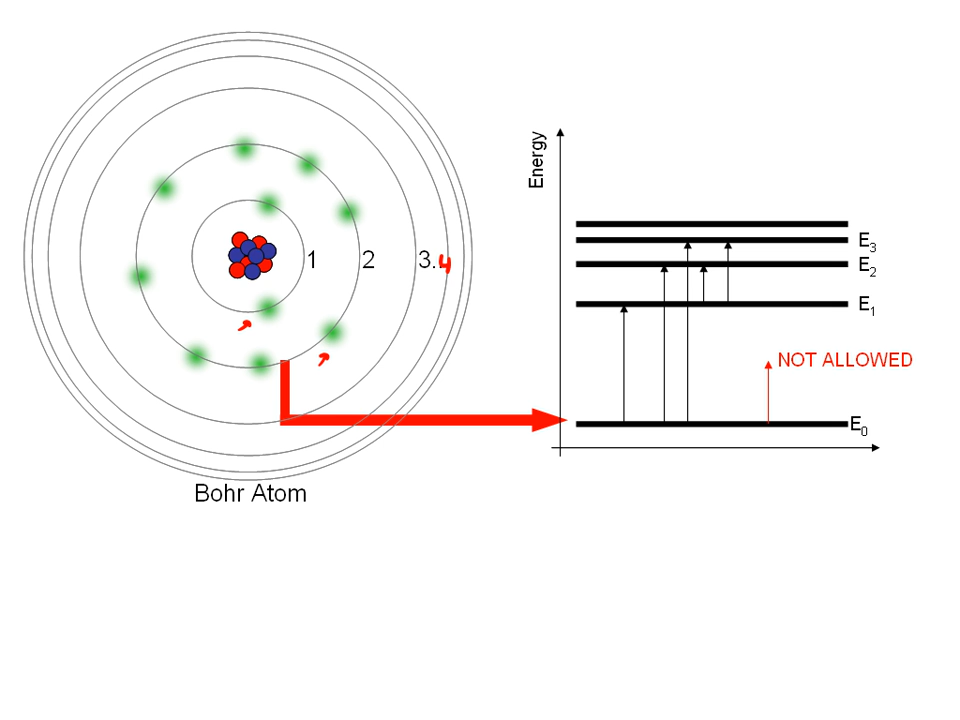 1 2 3.4
Bohr Atom
Energy
E3
E2
E1
NOT ALLOWED
E0